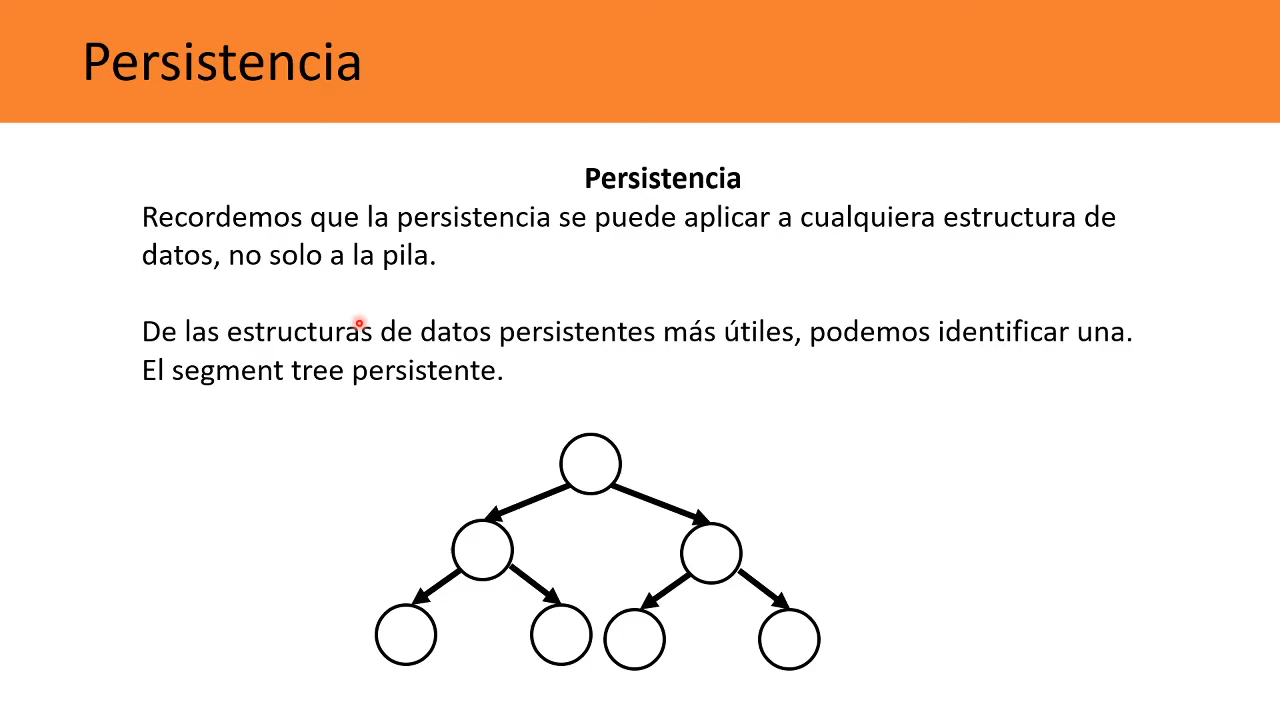 Persistencia
Persistencia
Recordemos que la persistencia se puede aplicar a cualquiera estructura de
datos, no solo a la pila.
De las estructuras de datos persistentes más útiles, podemos identificar una.
El segment tree persistente.